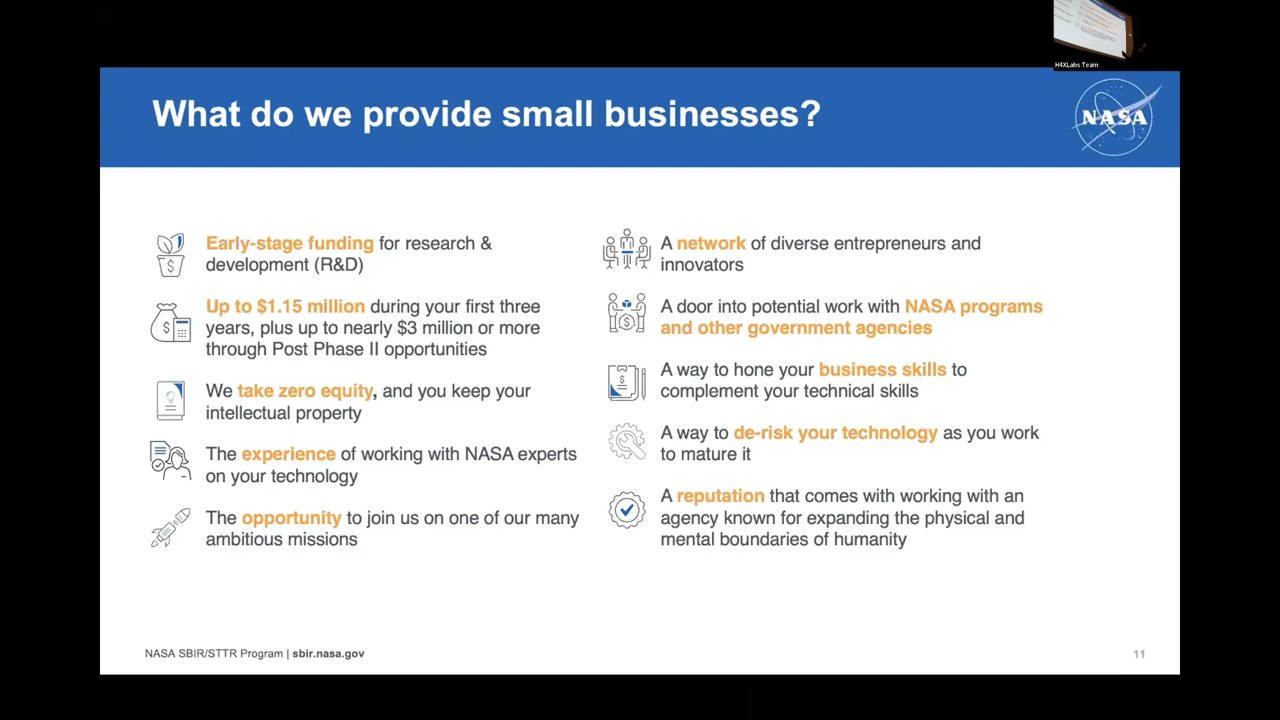 H4XLabs Team
What do we provide small businesses?
NASA
Early-stage funding for research &
development (R&D)
Up to $1.15 million during your first three
years, plus up to nearly $3 million or more
through Post Phase II opportunities
We take zero equity, and you keep your
intellectual property
The experience of working with NASA experts
on your technology
The opportunity to join us on one of our many
ambitious missions
A network of diverse entrepreneurs and
innovators
A door into potential work with NASA programs
and other government agencies
A way to hone your business skills to
complement your technical skills
A way to de-risk your technology as you work
to mature it
A reputation that comes with working with an
agency known for expanding the physical and
mental boundaries of humanity
NASA SBIR/STTR Program | sbir.nasa.gov
11